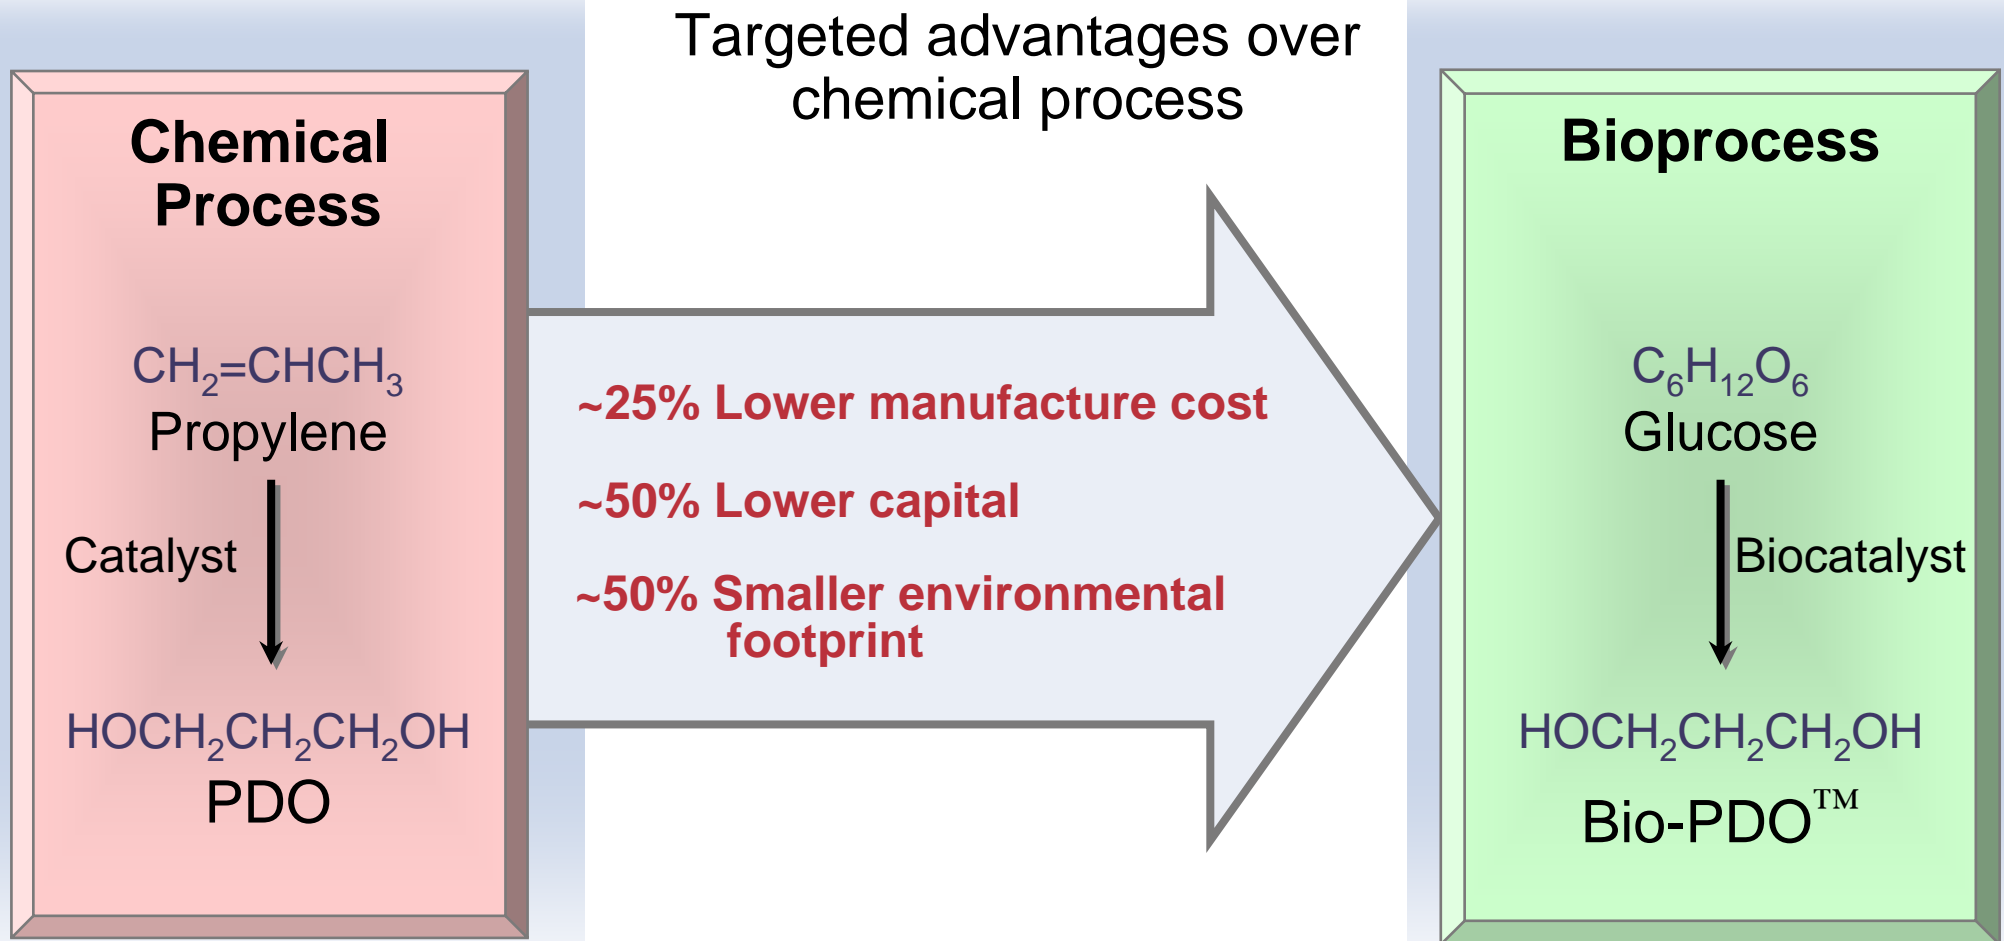 Targeted advantages over
chemical process
Chemical
Process
CH₂=CHCH₃
Propylene
Catalyst
HOCH₂CH₂CH₂OH
PDO
~25% Lower manufacture cost
~50% Lower capital
~50% Smaller environmental
footprint
Bioprocess
C₆H₁₂O₆
Glucose
Biocatalyst
HOCH₂CH₂CH₂OH
Bio-PDO™